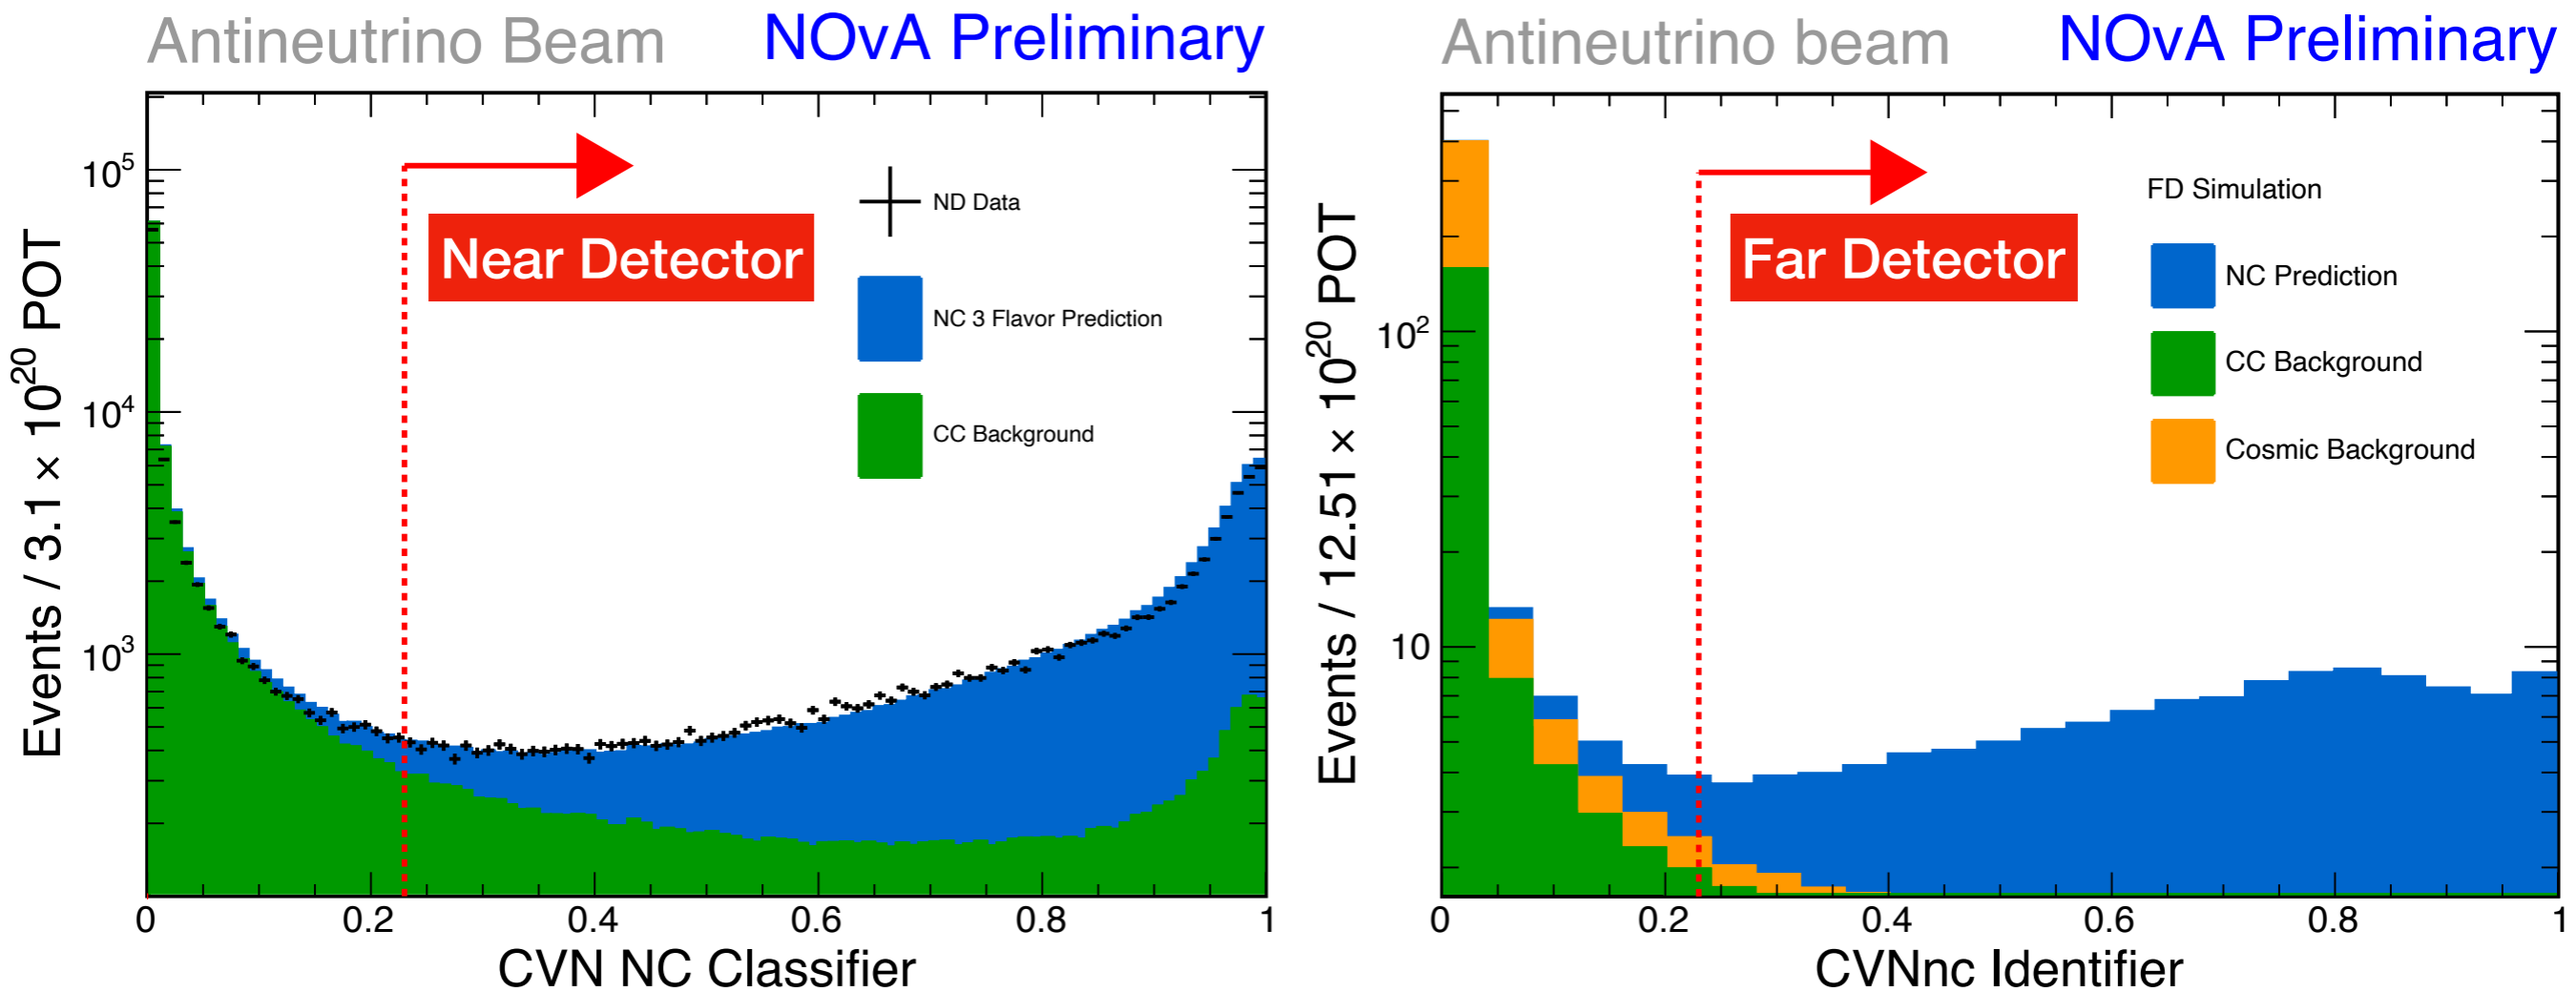 Antineutrino Beam NOvA Preliminary
Events / 3.1 × 10^20 POT
10^5
10^4
10^3
Near Detector
ND Data
NC 3 Flavor Prediction
CC Background
0 0.2 0.4 0.6 0.8 1
CVN NC Classifier
Antineutrino beam NOvA Preliminary
Events / 12.51 × 10^20 POT
10^2
10
Far Detector
FD Simulation
NC Prediction
CC Background
Cosmic Background
0 0.2 0.4 0.6 0.8 1
CVNnc Identifier